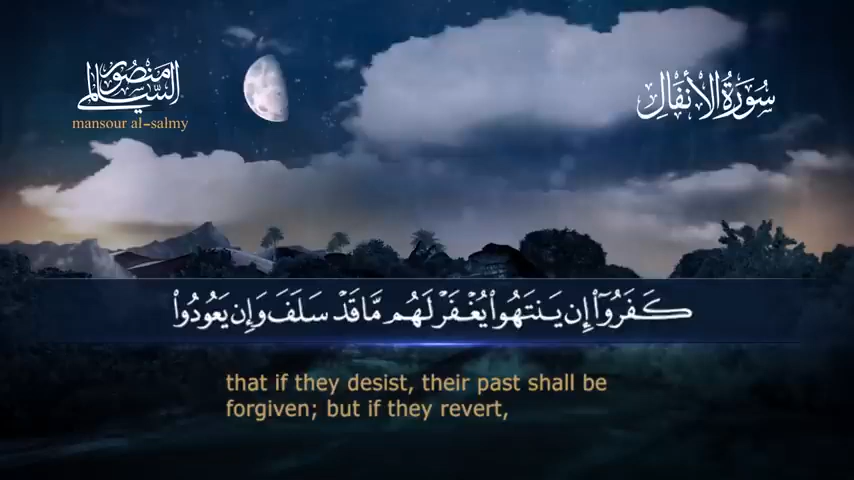 منصور السالمي
mansour al-salmy
سُورَةُ الأَنفَالِ
كَفَرُوٓا۟ إِن يَنتَهُوا۟ يُغْفَرْ لَهُم مَّا قَدْ سَلَفَ وَإِن يَعُودُوا۟
that if they desist, their past shall be
forgiven; but if they revert,